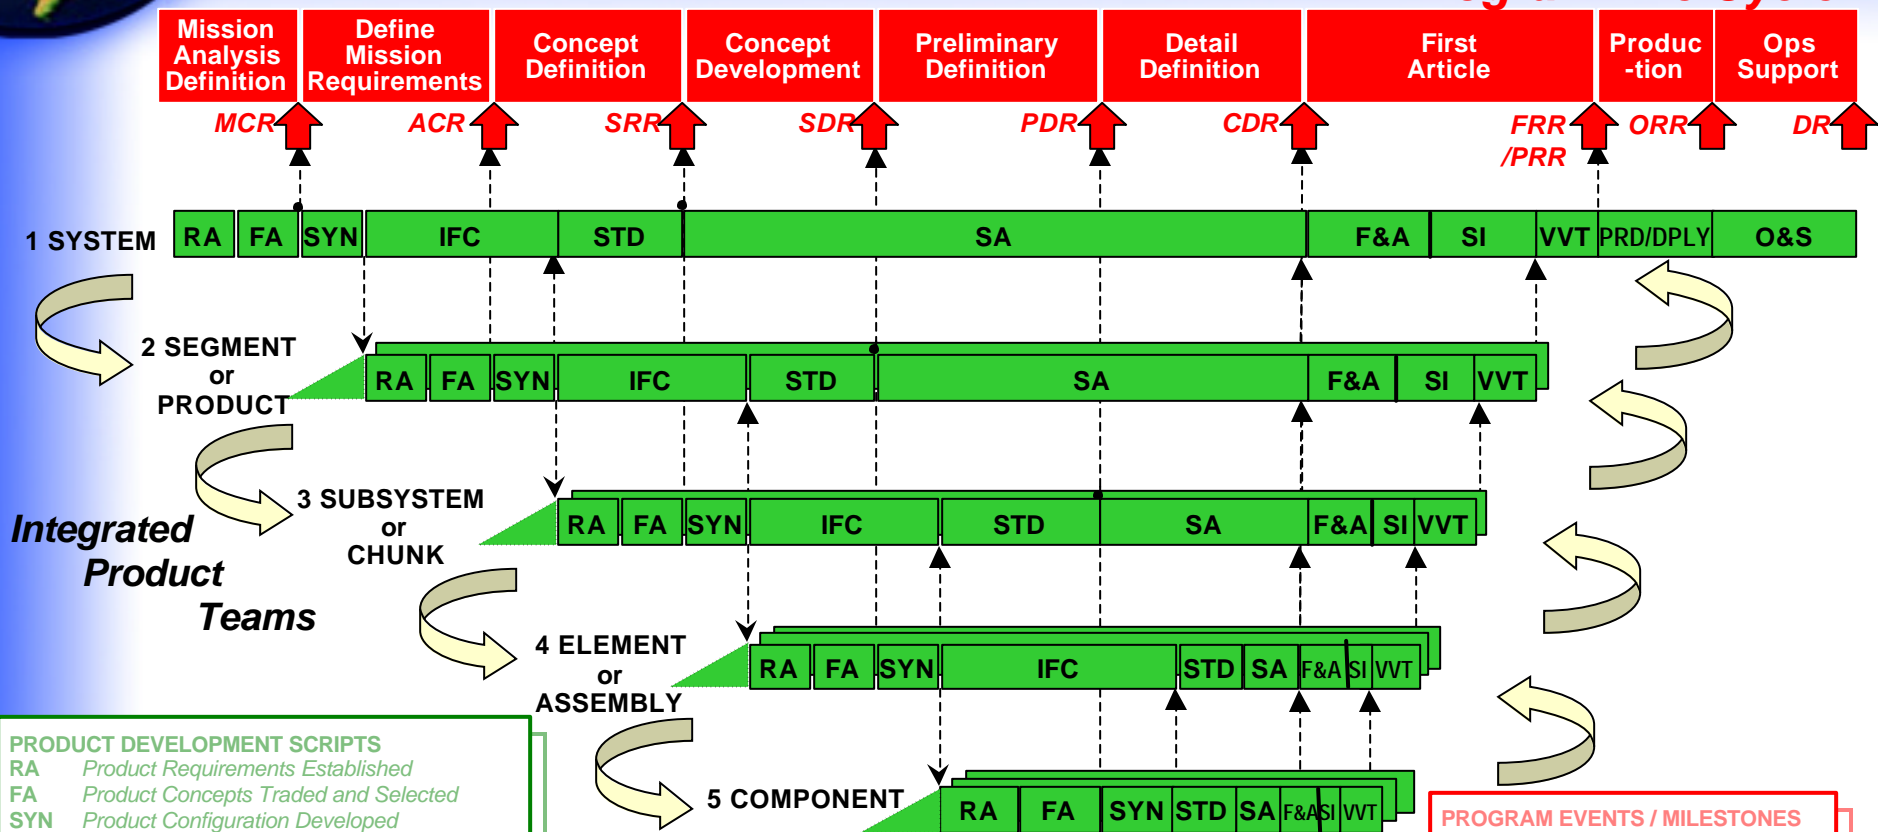 Mission
Analysis
Definition
Define
Mission
Requirements
Concept
Definition
Concept
Development
Preliminary
Definition
Detail
Definition
First
Article
Produc
-tion
Ops
Support
MCR
ACR
SRR
SDR
PDR
CDR
FRR
/PRR
ORR
DR
1 SYSTEM
RA FA SYN IFC STD SA F&A SI VVT PRD/DPLY O&S
2 SEGMENT
or
PRODUCT
RA FA SYN IFC STD SA F&A SI VVT
3 SUBSYSTEM
or
CHUNK
RA FA SYN IFC STD SA F&A SI VVT
Integrated
Product
Teams
4 ELEMENT
or
ASSEMBLY
RA FA SYN IFC STD SA F&A SI VVT
5 COMPONENT
RA FA SYN STD SA F&A SI VVT
PRODUCT DEVELOPMENT SCRIPTS
RA Product Requirements Established
FA Product Concepts Traded and Selected
SYN Product Configuration Developed
PROGRAM EVENTS / MILESTONES